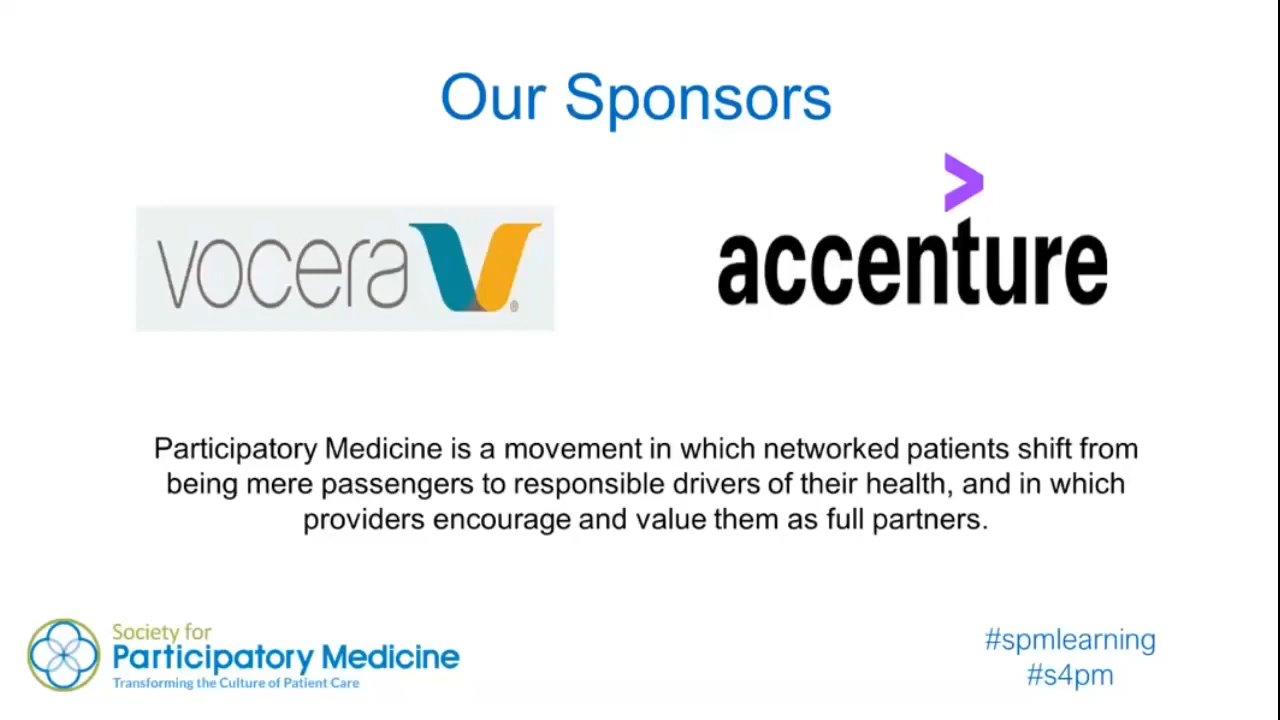 Our Sponsors
vocera
®
>
accenture
Participatory Medicine is a movement in which networked patients shift from
being mere passengers to responsible drivers of their health, and in which
providers encourage and value them as full partners.
Society for
Participatory Medicine
Transforming the Culture of Patient Care
#spmlearning
#s4pm